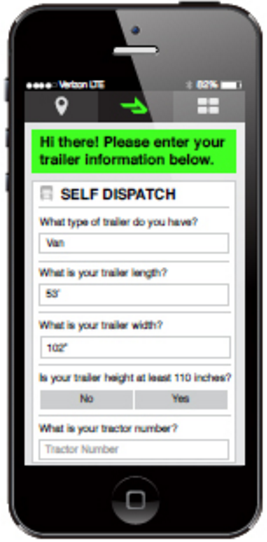 Verizon LTE 82%
Hi there! Please enter your
trailer information below.
SELF DISPATCH
What type of trailer do you have?
Van
What is your trailer length?
53'
What is your trailer width?
102"
Is your trailer height at least 110 inches?
No Yes
What is your tractor number?
Tractor Number